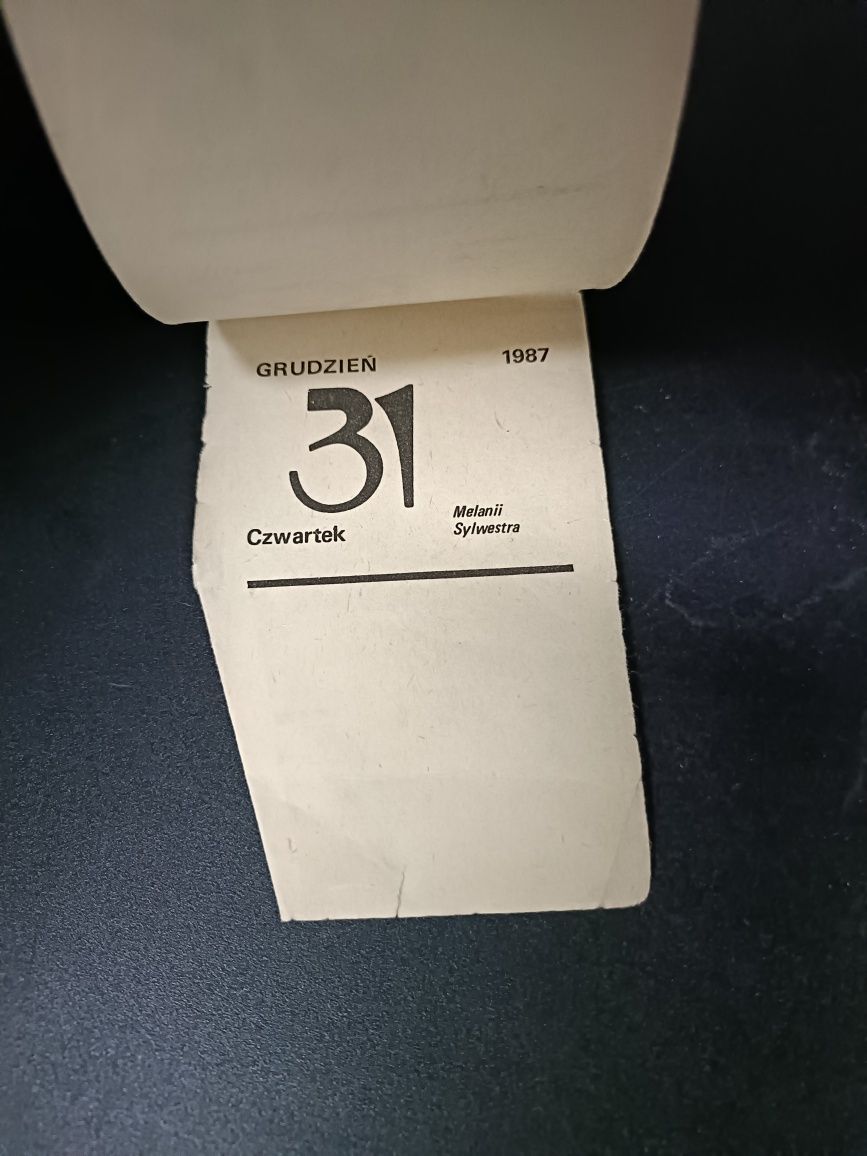 GRUDZIEŃ 1987
31
Czwartek
Melanii
Sylwestra